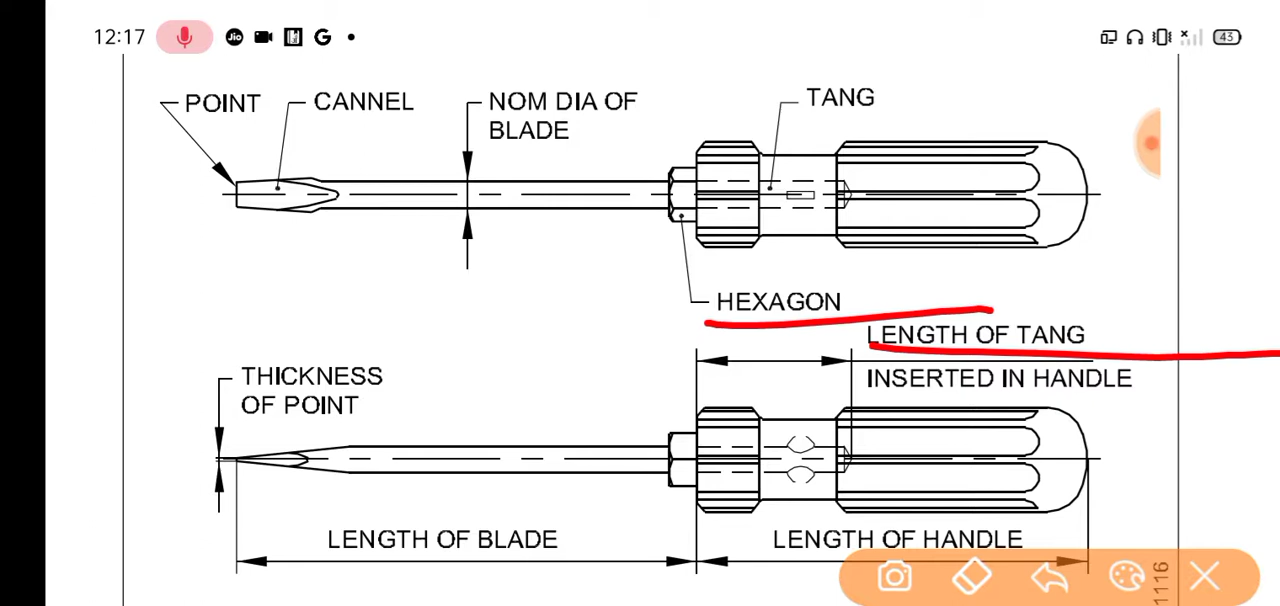 12:17
Jio
G
43
POINT
CANNEL
NOM DIA OF
BLADE
TANG
HEXAGON
LENGTH OF TANG
INSERTED IN HANDLE
THICKNESS
OF POINT
LENGTH OF BLADE
LENGTH OF HANDLE
1116